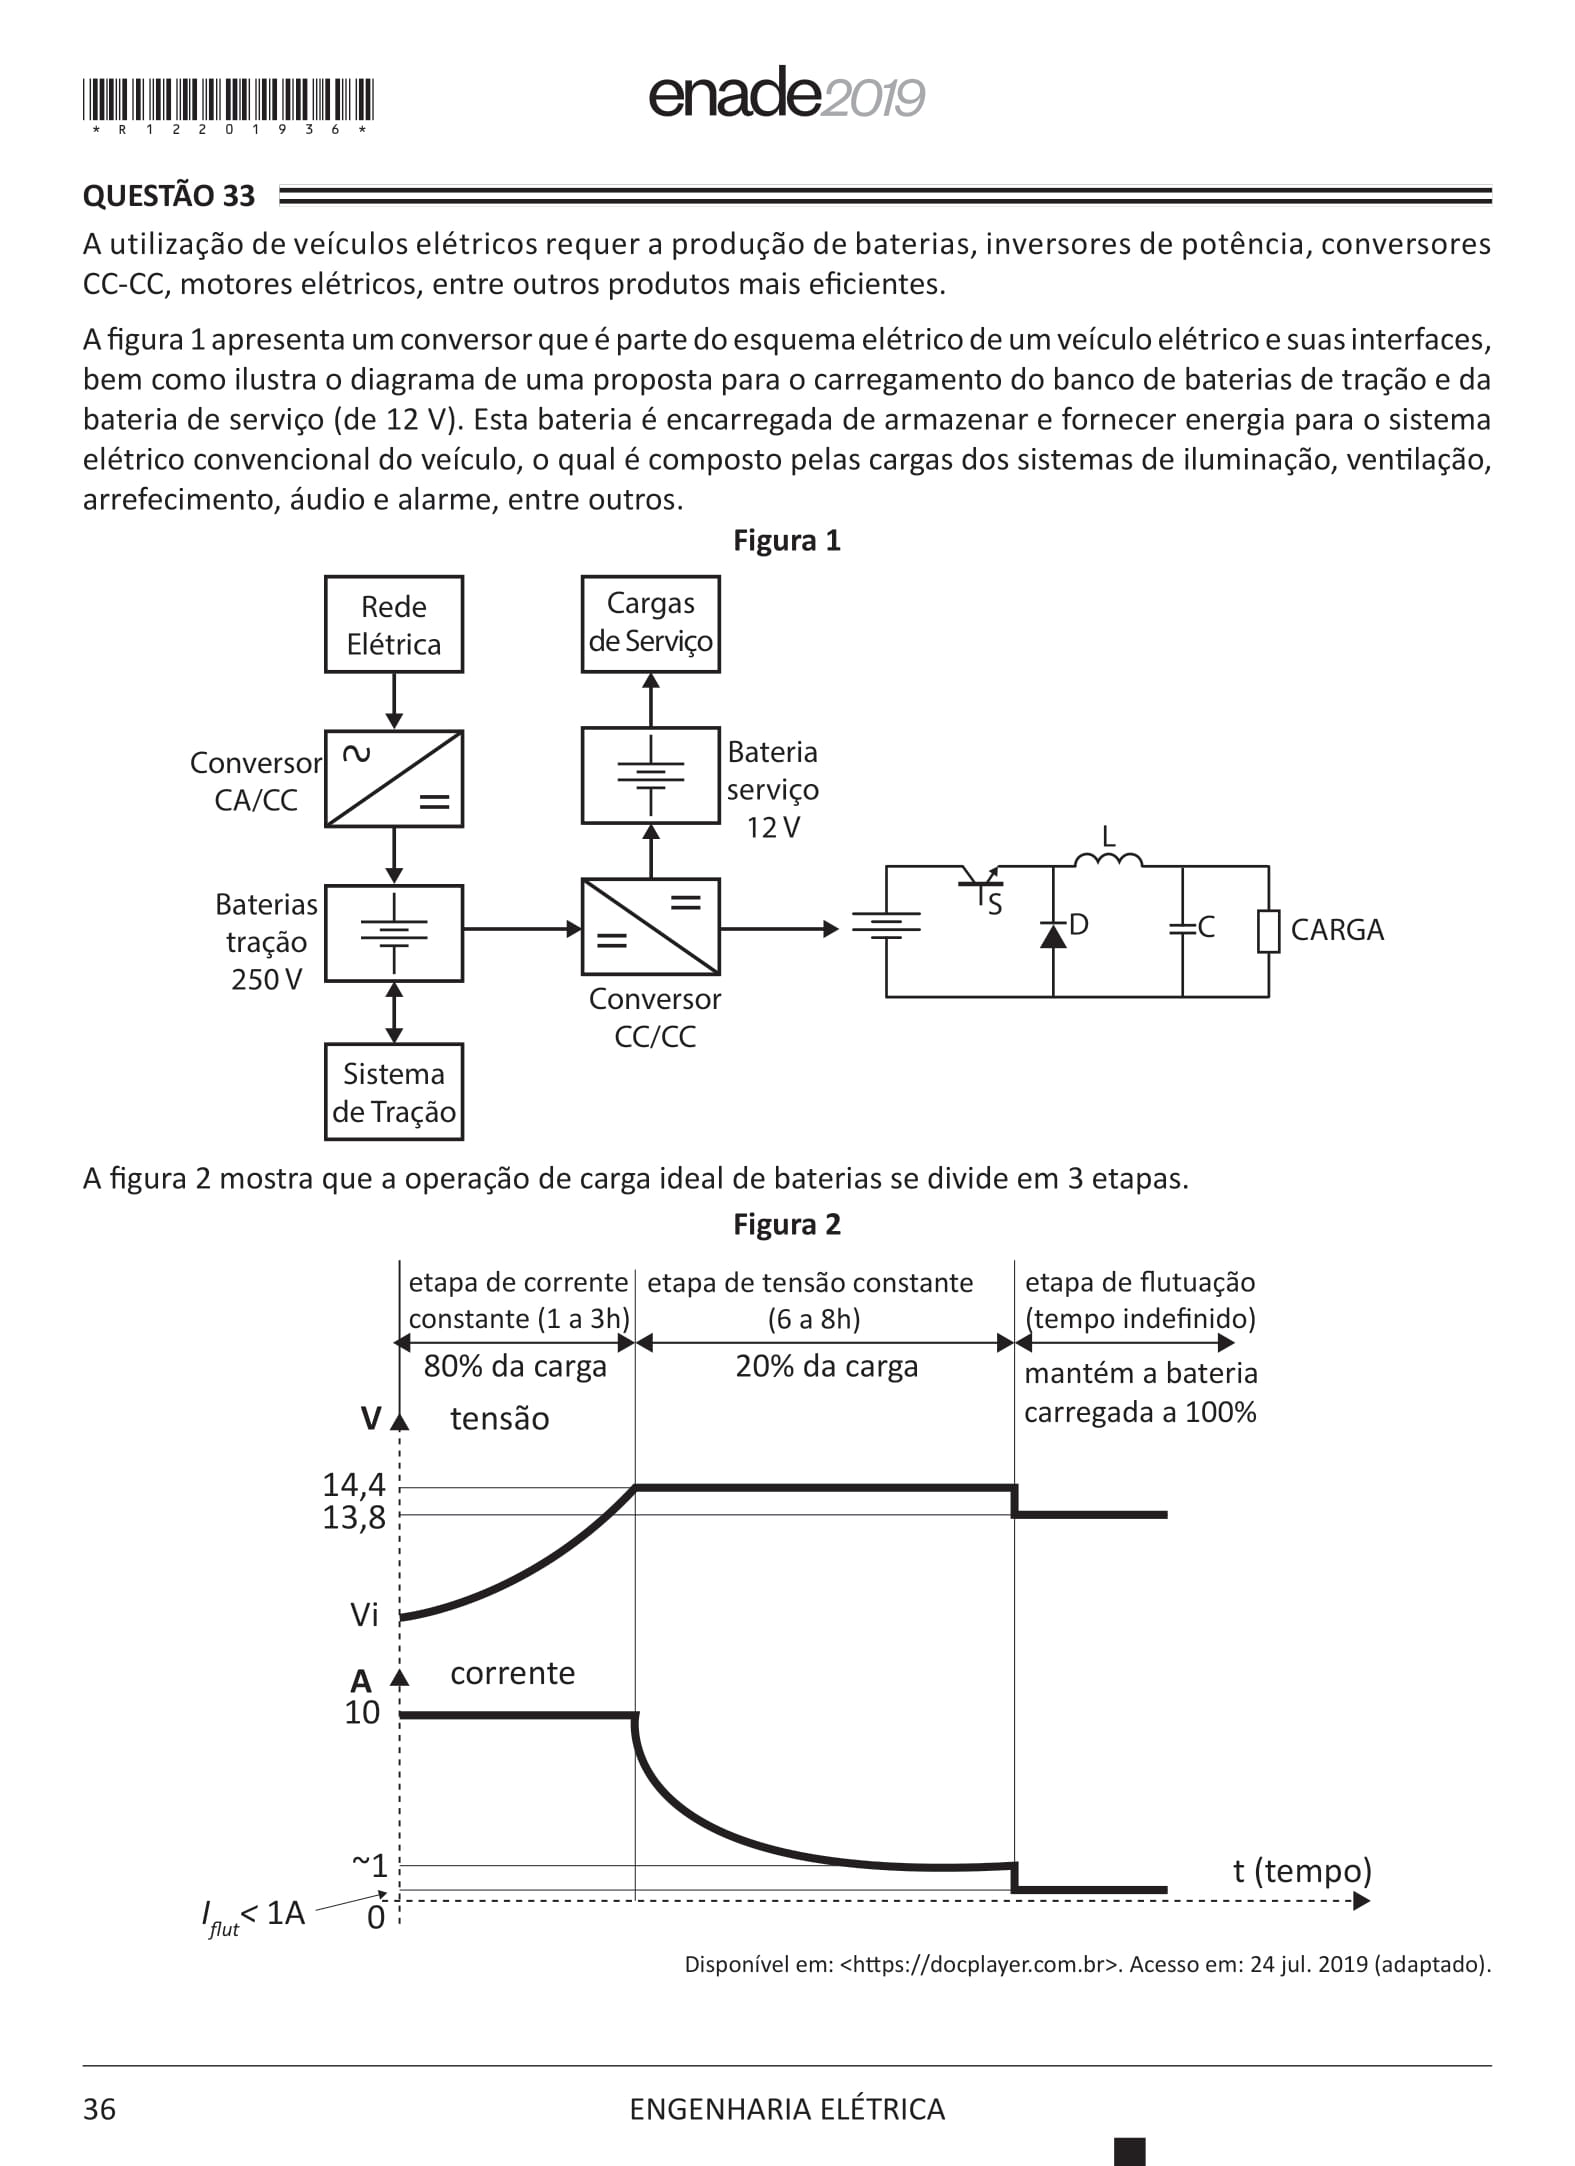 *R12201936*
enade2019
QUESTÃO 33
A utilização de veículos elétricos requer a produção de baterias, inversores de potência, conversores
CC-CC, motores elétricos, entre outros produtos mais eficientes.
A figura 1 apresenta um conversor que é parte do esquema elétrico de um veículo elétrico e suas interfaces,
bem como ilustra o diagrama de uma proposta para o carregamento do banco de baterias de tração e da
bateria de serviço (de 12 V). Esta bateria é encarregada de armazenar e fornecer energia para o sistema
elétrico convencional do veículo, o qual é composto pelas cargas dos sistemas de iluminação, ventilação,
arrefecimento, áudio e alarme, entre outros.
Figura 1
Rede
Elétrica
Cargas
de Serviço
Conversor
CA/CC
Bateria
serviço
12 V
Baterias
tração
250 V
Conversor
CC/CC
Sistema
de Tração
L
S
D
C
CARGA
A figura 2 mostra que a operação de carga ideal de baterias se divide em 3 etapas.
Figura 2
etapa de corrente
constante (1 a 3h)
80% da carga
etapa de tensão constante
(6 a 8h)
20% da carga
etapa de flutuação
(tempo indefinido)
mantém a bateria
carregada a 100%
V
tensão
14,4
13,8
Vi
A
corrente
10
~1
t (tempo)
Iflut < 1A
0
Disponível em: <https://docplayer.com.br>. Acesso em: 24 jul. 2019 (adaptado).
36
ENGENHARIA ELÉTRICA